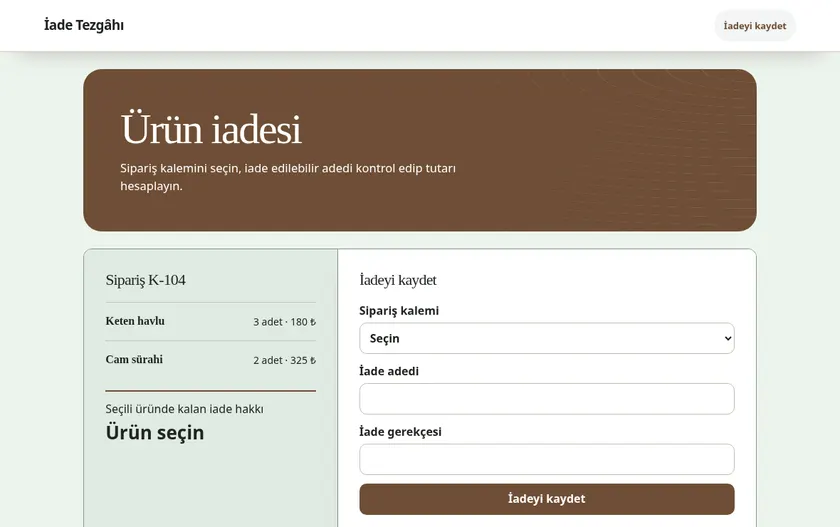 İade Tezgâhı
İadeyi kaydet
Ürün iadesi
Sipariş kalemini seçin, iade edilebilir adedi kontrol edip tutarı
hesaplayın.
Sipariş K-104
Keten havlu 3 adet · 180 ₺
Cam sürahi 2 adet · 325 ₺
Seçili üründe kalan iade hakkı
Ürün seçin
İadeyi kaydet
Sipariş kalemi
Seçin
İade adedi
İade gerekçesi
İadeyi kaydet